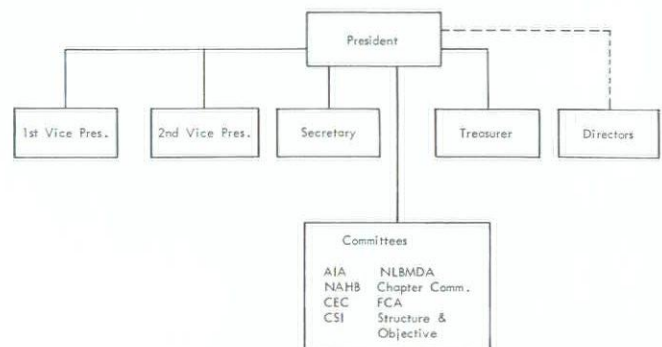 President
1st Vice Pres.
2nd Vice Pres.
Secretary
Treasurer
Directors
Committees
AIA NLBMDA
NAHB Chapter Comm.
CEC FCA
CSI Structure &
Objective